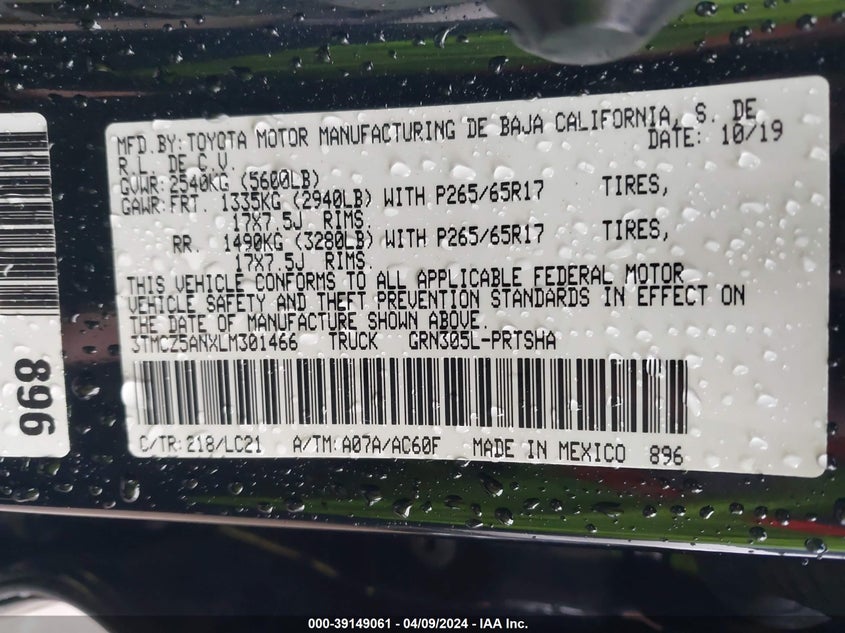 MFD.BY:TOYOTA MOTOR MANUFACTURING DE BAJA CALIFORNIA, S. DE
R.L. DE C.V. DATE: 10/19
GVWR:2540KG (5600LB)
GAWR:FRT. 1335KG (2940LB) WITH P265/65R17 TIRES,
17X7.5J RIMS.
RR. 1490KG (3280LB) WITH P265/65R17 TIRES,
17X7.5J RIMS.
THIS VEHICLE CONFORMS TO ALL APPLICABLE FEDERAL MOTOR
VEHICLE SAFETY AND THEFT PREVENTION STANDARDS IN EFFECT ON
THE DATE OF MANUFACTURE SHOWN ABOVE.
3TMCZ5ANXLM301466 TRUCK GRN305L-PRTSHA
C/TR:218/LC21 A/TM:A07A/AC60F MADE IN MEXICO 896
896
000-39149061 - 04/09/2024 - IAA Inc.